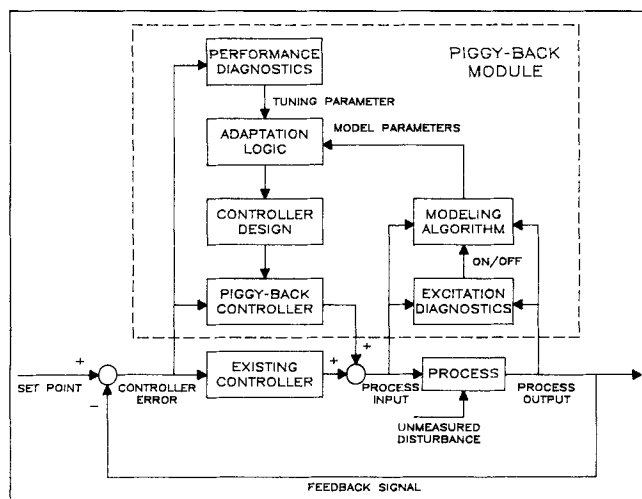 PERFORMANCE
DIAGNOSTICS
PIGGY-BACK
MODULE
TUNING PARAMETER
ADAPTATION
LOGIC
MODEL PARAMETERS
CONTROLLER
DESIGN
MODELING
ALGORITHM
ON/OFF
PIGGY-BACK
CONTROLLER
EXCITATION
DIAGNOSTICS
+
+
+
EXISTING
CONTROLLER
PROCESS
SET POINT
−
CONTROLLER
ERROR
PROCESS
INPUT
PROCESS
OUTPUT
UNMEASURED
DISTURBANCE
FEEDBACK SIGNAL